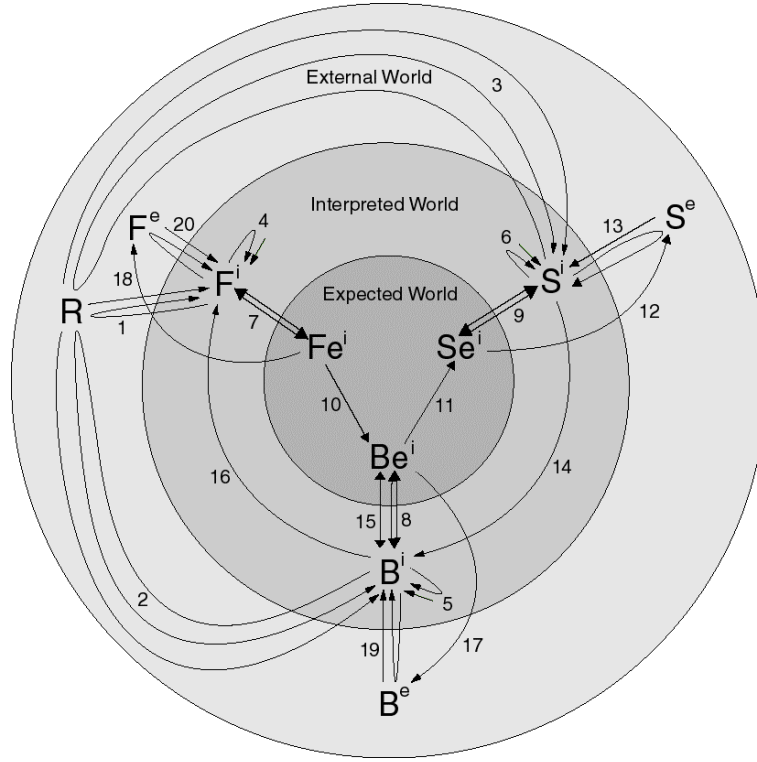 External World
3
Interpreted World
F^e
20
4
6
13
S^e
F^i
S^i
18
Expected World
R
1
7
9
12
Fe^i
Se^i
10
11
Be^i
16
14
15
8
B^i
2
5
19
17
B^e